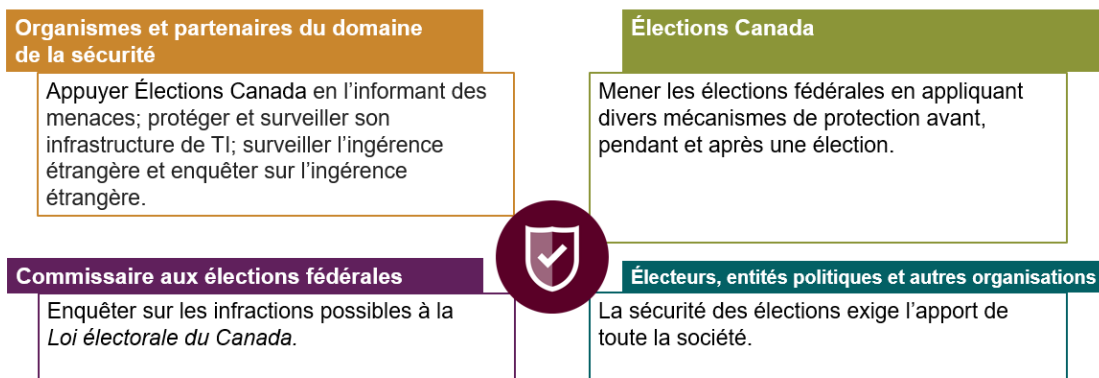 Organismes et partenaires du domaine
de la sécurité
Appuyer Élections Canada en l'informant des
menaces; protéger et surveiller son
infrastructure de TI; surveiller l'ingérence
étrangère et enquêter sur l'ingérence
étrangère.
Élections Canada
Mener les élections fédérales en appliquant
divers mécanismes de protection avant,
pendant et après une élection.
Commissaire aux élections fédérales
Enquêter sur les infractions possibles à la
Loi électorale du Canada.
Électeurs, entités politiques et autres organisations
La sécurité des élections exige l'apport de
toute la société.